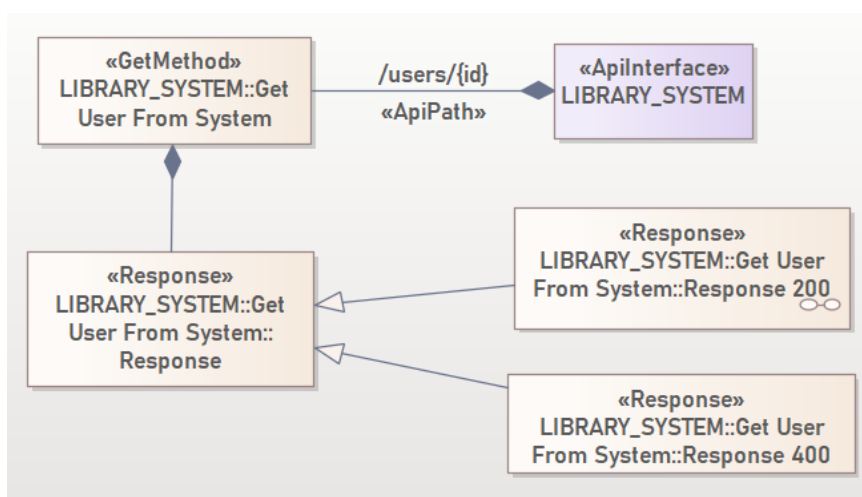 «GetMethod»
LIBRARY_SYSTEM::Get
User From System
/users/{id}
«ApiPath»
«ApiInterface»
LIBRARY_SYSTEM
«Response»
LIBRARY_SYSTEM::Get
User From System::
Response
«Response»
LIBRARY_SYSTEM::Get User
From System::Response 200
«Response»
LIBRARY_SYSTEM::Get User
From System::Response 400